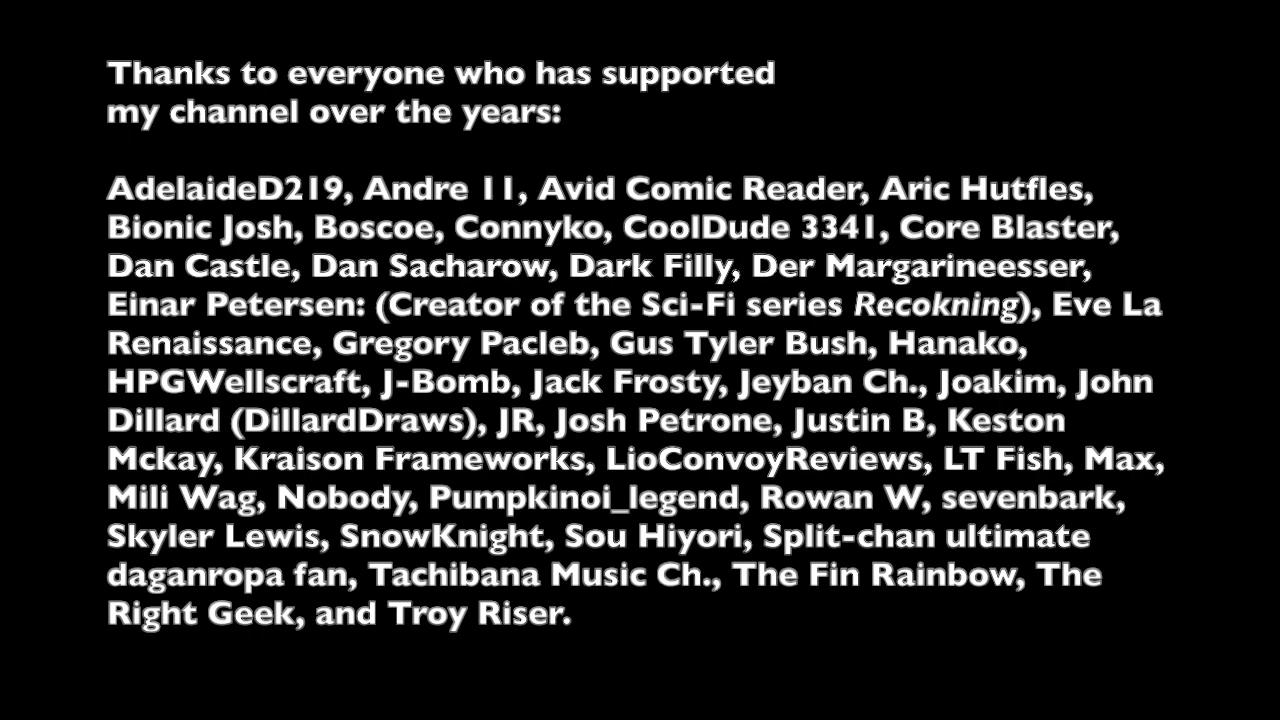 Thanks to everyone who has supported
my channel over the years:
AdelaideD219, Andre 11, Avid Comic Reader, Aric Hutfles,
Bionic Josh, Boscoe, Connyko, CoolDude 3341, Core Blaster,
Dan Castle, Dan Sacharow, Dark Filly, Der Margarineesser,
Einar Petersen: (Creator of the Sci-Fi series Recokning), Eve La
Renaissance, Gregory Pacleb, Gus Tyler Bush, Hanako,
HPGWellscraft, J-Bomb, Jack Frosty, Jeyban Ch., Joakim, John
Dillard (DillardDraws), JR, Josh Petrone, Justin B, Keston
Mckay, Kraison Frameworks, LioConvoyReviews, LT Fish, Max,
Mili Wag, Nobody, Pumpkinoi_legend, Rowan W, sevenbark,
Skyler Lewis, SnowKnight, Sou Hiyori, Split-chan ultimate
daganropa fan, Tachibana Music Ch., The Fin Rainbow, The
Right Geek, and Troy Riser.